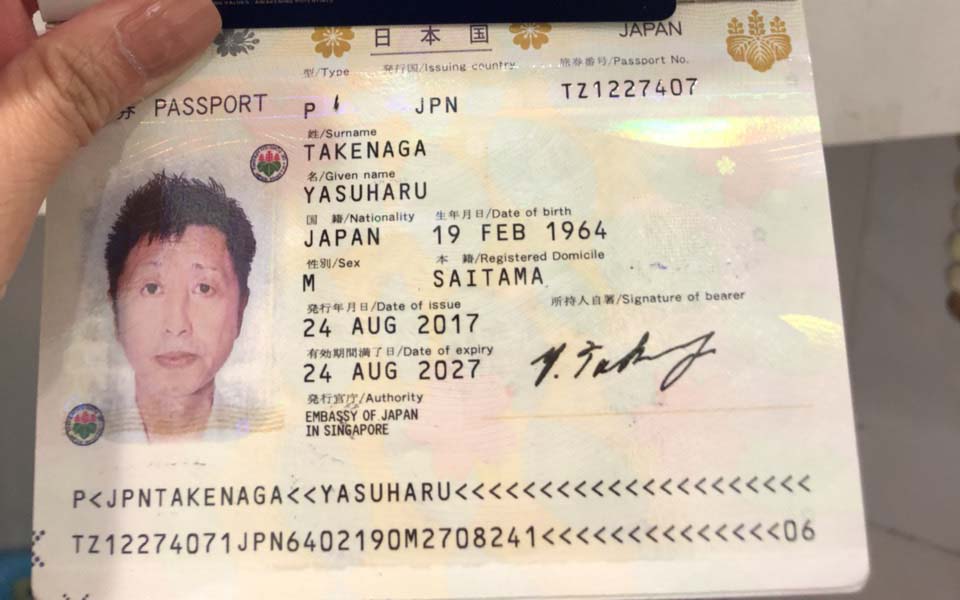 日本国 JAPAN
型/Type 発行国/Issuing country 旅券番号/Passport No.
券 PASSPORT P JPN TZ1227407
姓/Surname
TAKENAGA
名/Given name
YASUHARU
国 籍/Nationality 生年月日/Date of birth
JAPAN 19 FEB 1964
性別/Sex 本 籍/Registered Domicile
M SAITAMA
発行年月日/Date of issue 所持人自署/Signature of bearer
24 AUG 2017
有効期間満了日/Date of expiry
24 AUG 2027
発行官庁/Authority
EMBASSY OF JAPAN
IN SINGAPORE
P<JPNTAKENAGA<<YASUHARU<<<<<<<<<<<<<<<<<<<<<
TZ12274071JPN6402190M2708241<<<<<<<<<<<<<<06